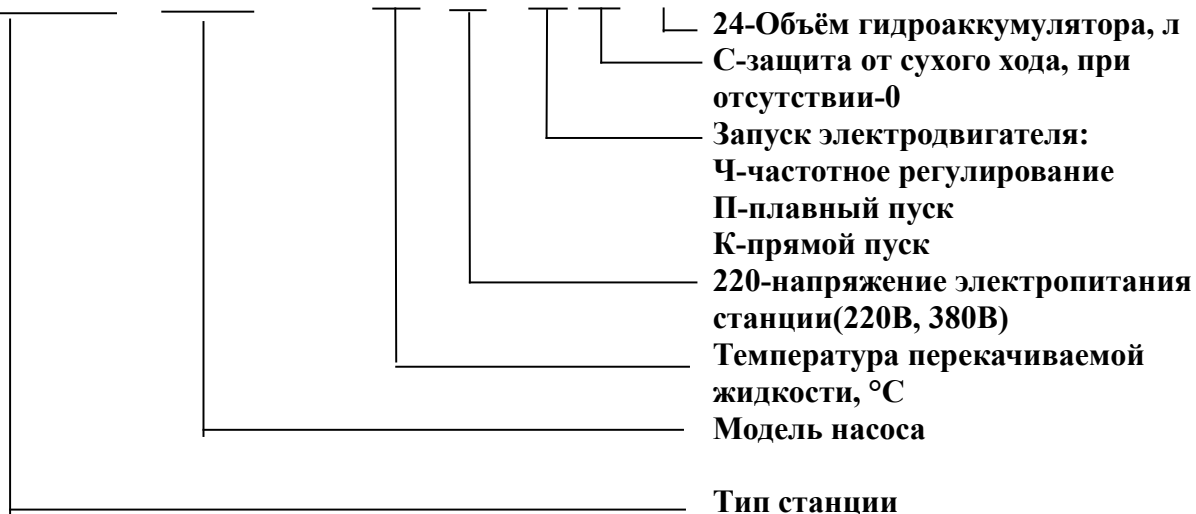 24-Объём гидроаккумулятора, л
С-защита от сухого хода, при
отсутствии-0
Запуск электродвигателя:
Ч-частотное регулирование
П-плавный пуск
К-прямой пуск
220-напряжение электропитания
станции(220В, 380В)
Температура перекачиваемой
жидкости, °С
Модель насоса
Тип станции